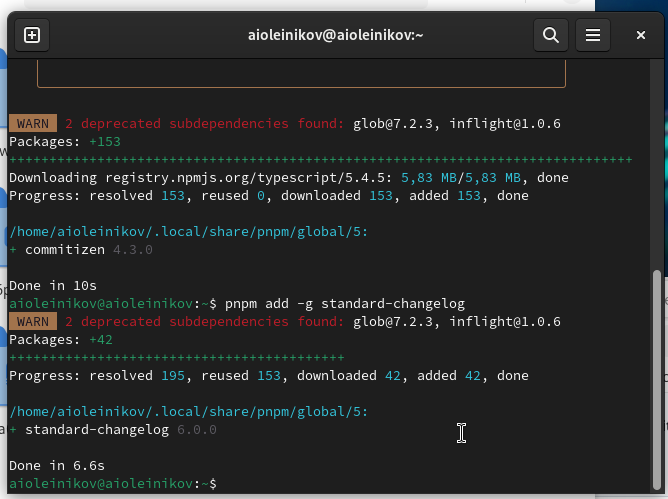 aioleinikov@aioleinikov:~
WARN 2 deprecated subdependencies found: glob@7.2.3, inflight@1.0.6
Packages: +153
+++++++++++++++++++++++++++++++++++++++++++++++++++++++++++++++++++++++++++++
Downloading registry.npmjs.org/typescript/5.4.5: 5,83 MB/5,83 MB, done
Progress: resolved 153, reused 0, downloaded 153, added 153, done
/home/aioleinikov/.local/share/pnpm/global/5:
+ commitizen 4.3.0
Done in 10s
aioleinikov@aioleinikov:~$ pnpm add -g standard-changelog
WARN 2 deprecated subdependencies found: glob@7.2.3, inflight@1.0.6
Packages: +42
++++++++++++++++++++++++++++++++++++++++++
Progress: resolved 195, reused 153, downloaded 42, added 42, done
/home/aioleinikov/.local/share/pnpm/global/5:
+ standard-changelog 6.0.0
Done in 6.6s
aioleinikov@aioleinikov:~$